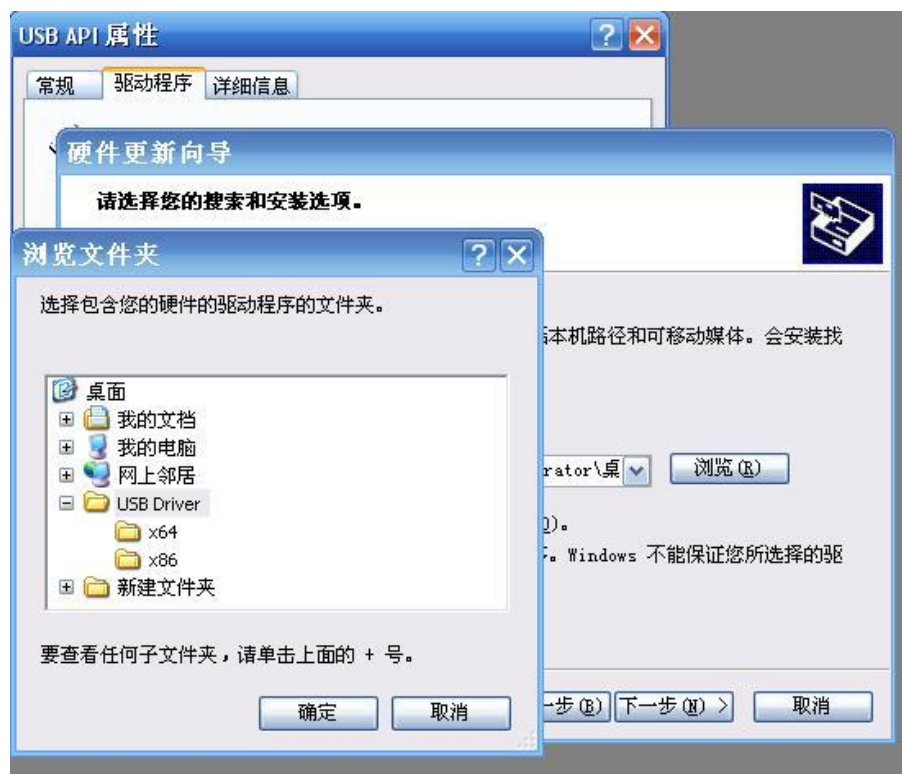 USB API 属性
常规 驱动程序 详细信息
硬件更新向导
请选择您的搜索和安装选项。
浏览文件夹
选择包含您的硬件的驱动程序的文件夹。
本机路径和可移动媒体。会安装找
桌面
我的文档
我的电脑
网上邻居
rator\桌 浏览(R)
USB Driver
x64
x86
。Windows 不能保证您所选择的驱
新建文件夹
要查看任何子文件夹，请单击上面的 + 号。
确定 取消 一步(B) 下一步(N) > 取消